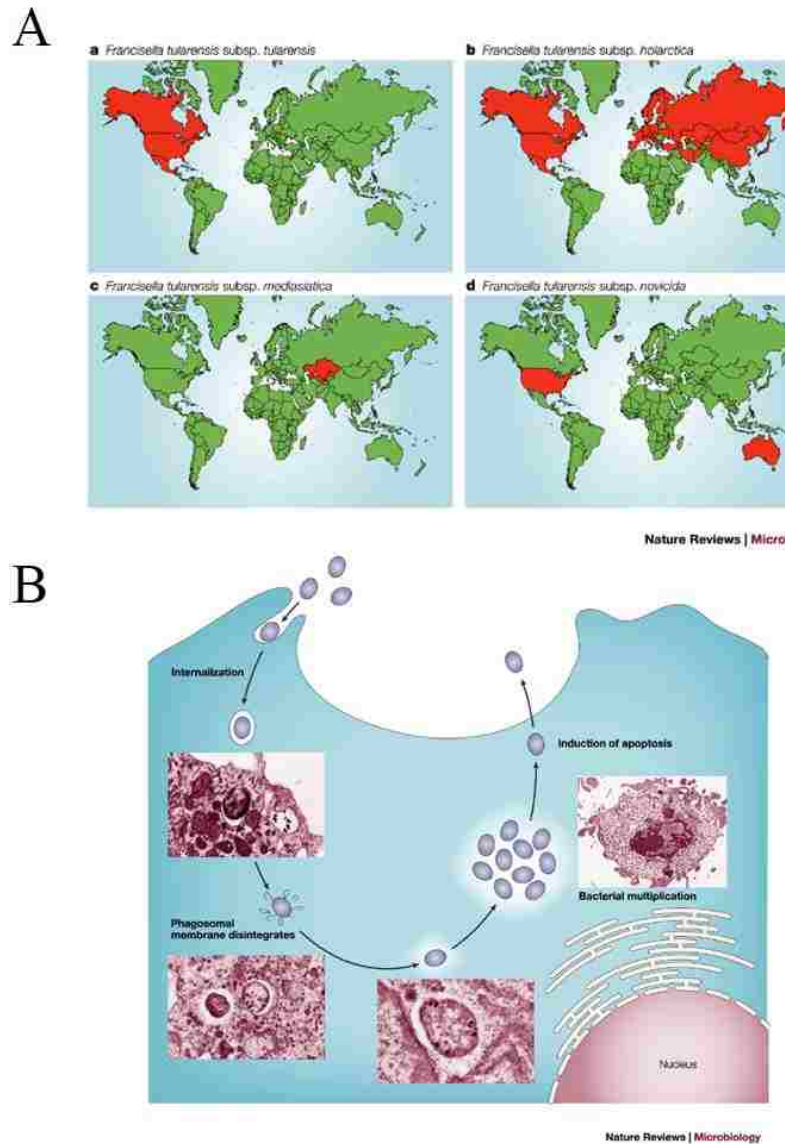 A
a Francisella tularensis subsp. tularensis
b Francisella tularensis subsp. holarctica
c Francisella tularensis subsp. mediasiatica
d Francisella tularensis subsp. novicida
Nature Reviews | Micro
B
Internalization
Induction of apoptosis
Bacterial multiplication
Phagosomal
membrane disintegrates
Nucleus
Nature Reviews | Microbiology